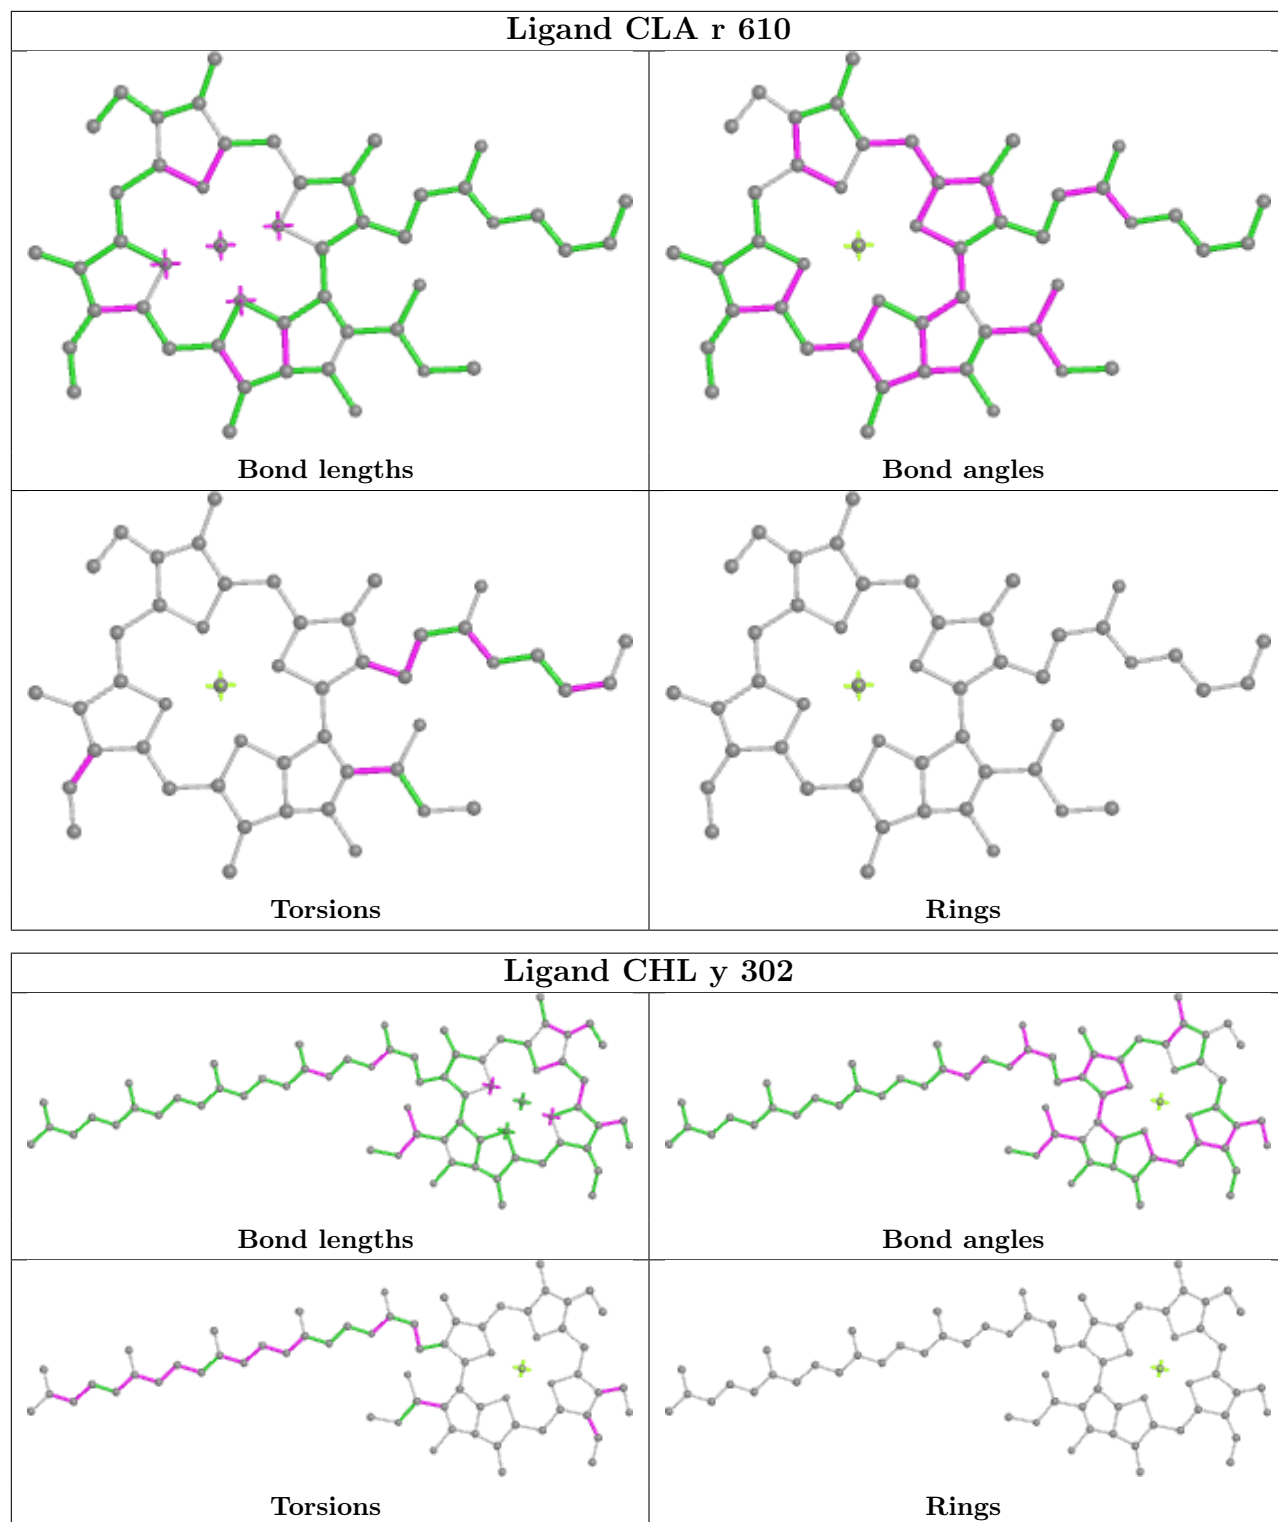 Ligand CLA r 610
Bond lengths
Bond angles
Torsions
Rings
Ligand CHL y 302
Bond lengths
Bond angles
Torsions
Rings